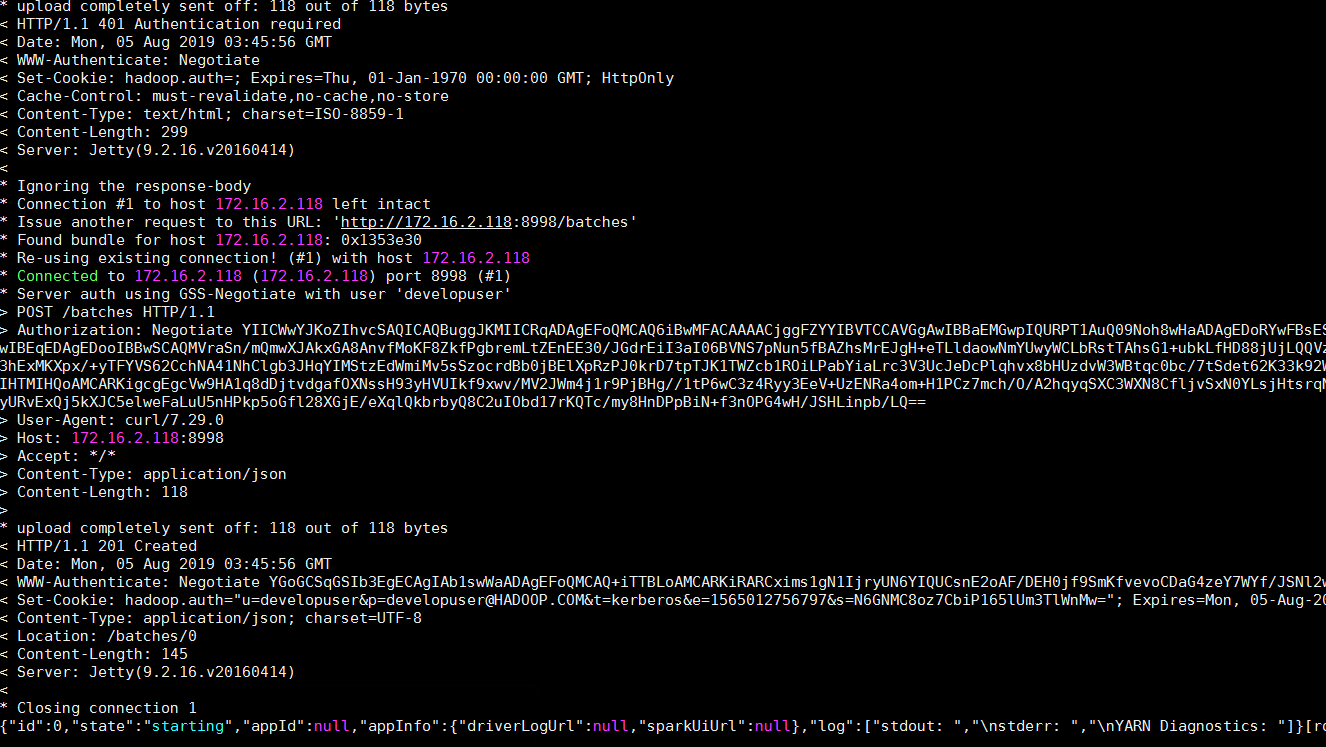 * upload completely sent off: 118 out of 118 bytes
< HTTP/1.1 401 Authentication required
< Date: Mon, 05 Aug 2019 03:45:56 GMT
< WWW-Authenticate: Negotiate
< Set-Cookie: hadoop.auth=; Expires=Thu, 01-Jan-1970 00:00:00 GMT; HttpOnly
< Cache-Control: must-revalidate,no-cache,no-store
< Content-Type: text/html; charset=ISO-8859-1
< Content-Length: 299
< Server: Jetty(9.2.16.v20160414)
<
* Ignoring the response-body
* Connection #1 to host 172.16.2.118 left intact
* Issue another request to this URL: 'http://172.16.2.118:8998/batches'
* Found bundle for host 172.16.2.118: 0x1353e30
* Re-using existing connection! (#1) with host 172.16.2.118
* Connected to 172.16.2.118 (172.16.2.118) port 8998 (#1)
* Server auth using GSS-Negotiate with user 'developuser'
> POST /batches HTTP/1.1
> Authorization: Negotiate YIICWwYJKoZIhvcSAQICAQBuggJKMIICRqADAgEFoQMCAQ6iBwMFACAAAACjggFZYYIBVTCCAVGgAwIBBaEMGwpIQURPT1AuQ09Noh8wHaADAgEDoRYwFBsES
wIBEqEDAgEDooIBBwSCAQMVraSn/mQmwXJAkxGA8AnvfMoKF8ZkfPgbremLtZEnEE30/JGdrEiI3aI06BVNS7pNun5fBAZhsMrEJgH+eTLldaowNmYUwyWCLbRstTAhsG1+ubkLfHD88jUjLQQVz
3hExMKXpx/+yTFYVS62CchNA41NhClgb3JHqYIMStzEdWmiMv5sSzocrdBb0jBElXpRzPJ0krD7tpTJK1TWZcb1ROiLPabYiaLrc3V3UcJeDcPlqhvx8bHUzdvW3WBtqc0bc/7tSdet62K33k92W
IHTMIHQoAMCARKigcgEgcVw9HA1q8dDjtvdgafOXNssH93yHVUIkf9xwv/MV2JWm4j1r9PjBHg//1tP6wC3z4Ryy3EeV+UzENRa4om+H1PCz7mch/O/A2hqyqSXC3WXN8CfljvSxN0YLsjHtsrqN
yURvExQj5kXJC5elweFaLuU5nHPkp5oGfl28XGjE/eXqlQkbrbyQ8C2uIObd17rKQTc/my8HnDPpBiN+f3nOPG4wH/JSHLinpb/LQ==
> User-Agent: curl/7.29.0
> Host: 172.16.2.118:8998
> Accept: */*
> Content-Type: application/json
> Content-Length: 118
>
* upload completely sent off: 118 out of 118 bytes
< HTTP/1.1 201 Created
< Date: Mon, 05 Aug 2019 03:45:56 GMT
< WWW-Authenticate: Negotiate YGoGCSqGSIb3EgECAgIAb1swWaADAgEFoQMCAQ+iTTBLoAMCARKiRARCxims1gN1IjryUN6YIQUCsnE2oAF/DEH0jf9SmKfvevoCDaG4zeY7WYf/JSNl2w
< Set-Cookie: hadoop.auth="u=developuser&p=developuser@HADOOP.COM&t=kerberos&e=1565012756797&s=N6GNMC8oz7CbiP165lUm3TlWnMw="; Expires=Mon, 05-Aug-20
< Content-Type: application/json; charset=UTF-8
< Location: /batches/0
< Content-Length: 145
< Server: Jetty(9.2.16.v20160414)
<
* Closing connection 1
{"id":0,"state":"starting","appId":null,"appInfo":{"driverLogUrl":null,"sparkUiUrl":null},"log":["stdout: ","\nstderr: ","\nYARN Diagnostics: "]}[ro